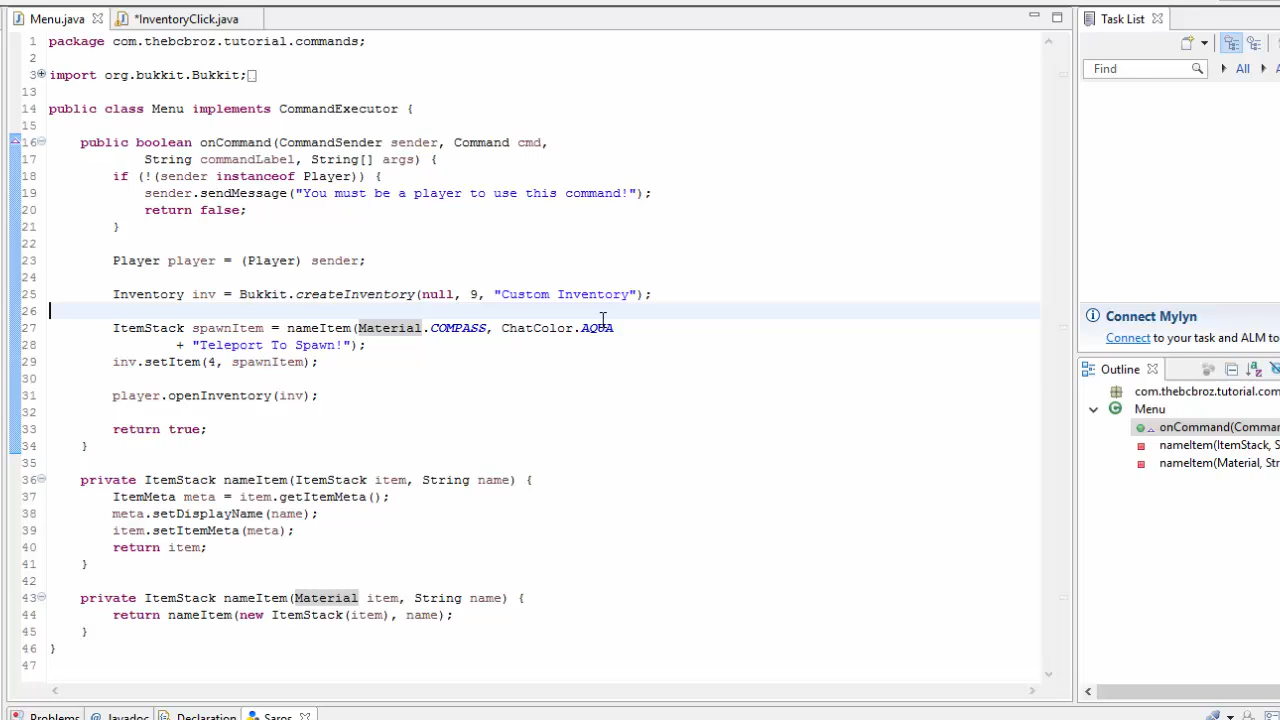 Menu.java
*InventoryClick.java
1 package com.thebcbroz.tutorial.commands;
2
3 import org.bukkit.Bukkit;
13
14 public class Menu implements CommandExecutor {
15
16 public boolean onCommand(CommandSender sender, Command cmd,
17 String commandLabel, String[] args) {
18 if (!(sender instanceof Player)) {
19 sender.sendMessage("You must be a player to use this command!");
20 return false;
21 }
22
23 Player player = (Player) sender;
24
25 Inventory inv = Bukkit.createInventory(null, 9, "Custom Inventory");
26
27 ItemStack spawnItem = nameItem(Material.COMPASS, ChatColor.AQUA
28 + "Teleport To Spawn!");
29 inv.setItem(4, spawnItem);
30
31 player.openInventory(inv);
32
33 return true;
34 }
35
36 private ItemStack nameItem(ItemStack item, String name) {
37 ItemMeta meta = item.getItemMeta();
38 meta.setDisplayName(name);
39 item.setItemMeta(meta);
40 return item;
41 }
42
43 private ItemStack nameItem(Material item, String name) {
44 return nameItem(new ItemStack(item), name);
45 }
46 }
47
Task List
Find
All
Connect Mylyn
Connect to your task and ALM to
Outline
com.thebcbroz.tutorial.com
Menu
onCommand(Comma
nameItem(ItemStack, S
nameItem(Material, Str
Problems
Javadoc
Declaration
Saros